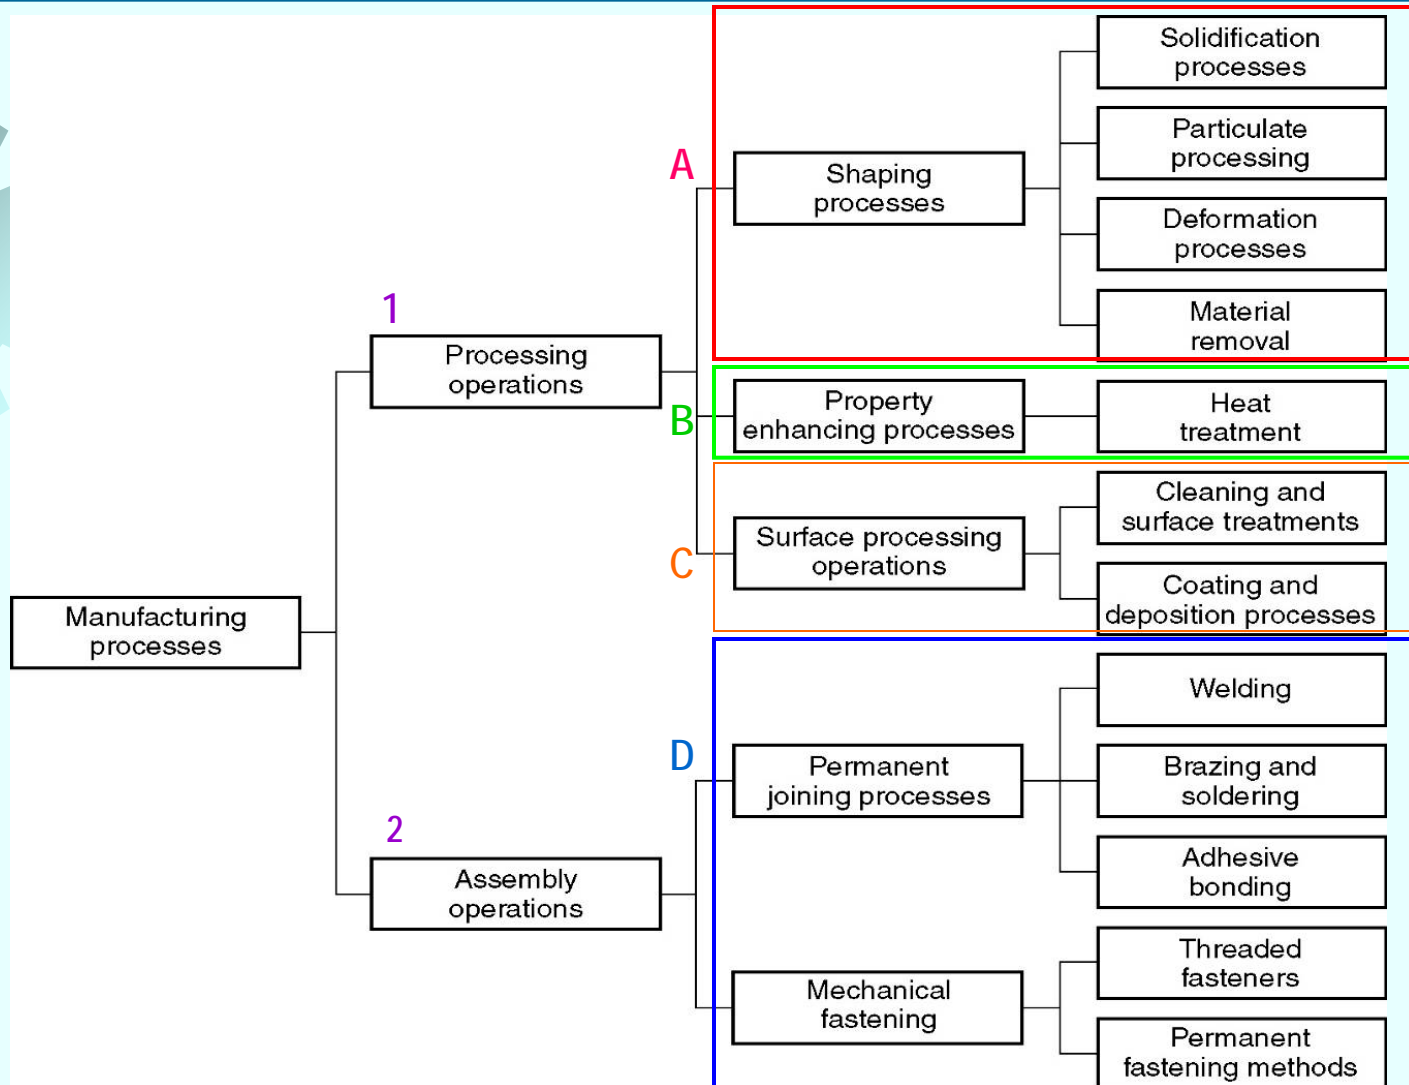 Solidification
processes
Particulate
processing
A
Shaping
processes
Deformation
processes
1
Material
removal
Processing
operations
B
Property
enhancing processes
Heat
treatment
Cleaning and
surface treatments
C
Surface processing
operations
Coating and
deposition processes
Manufacturing
processes
Welding
D
Permanent
joining processes
Brazing and
soldering
2
Adhesive
bonding
Assembly
operations
Threaded
fasteners
Mechanical
fastening
Permanent
fastening methods